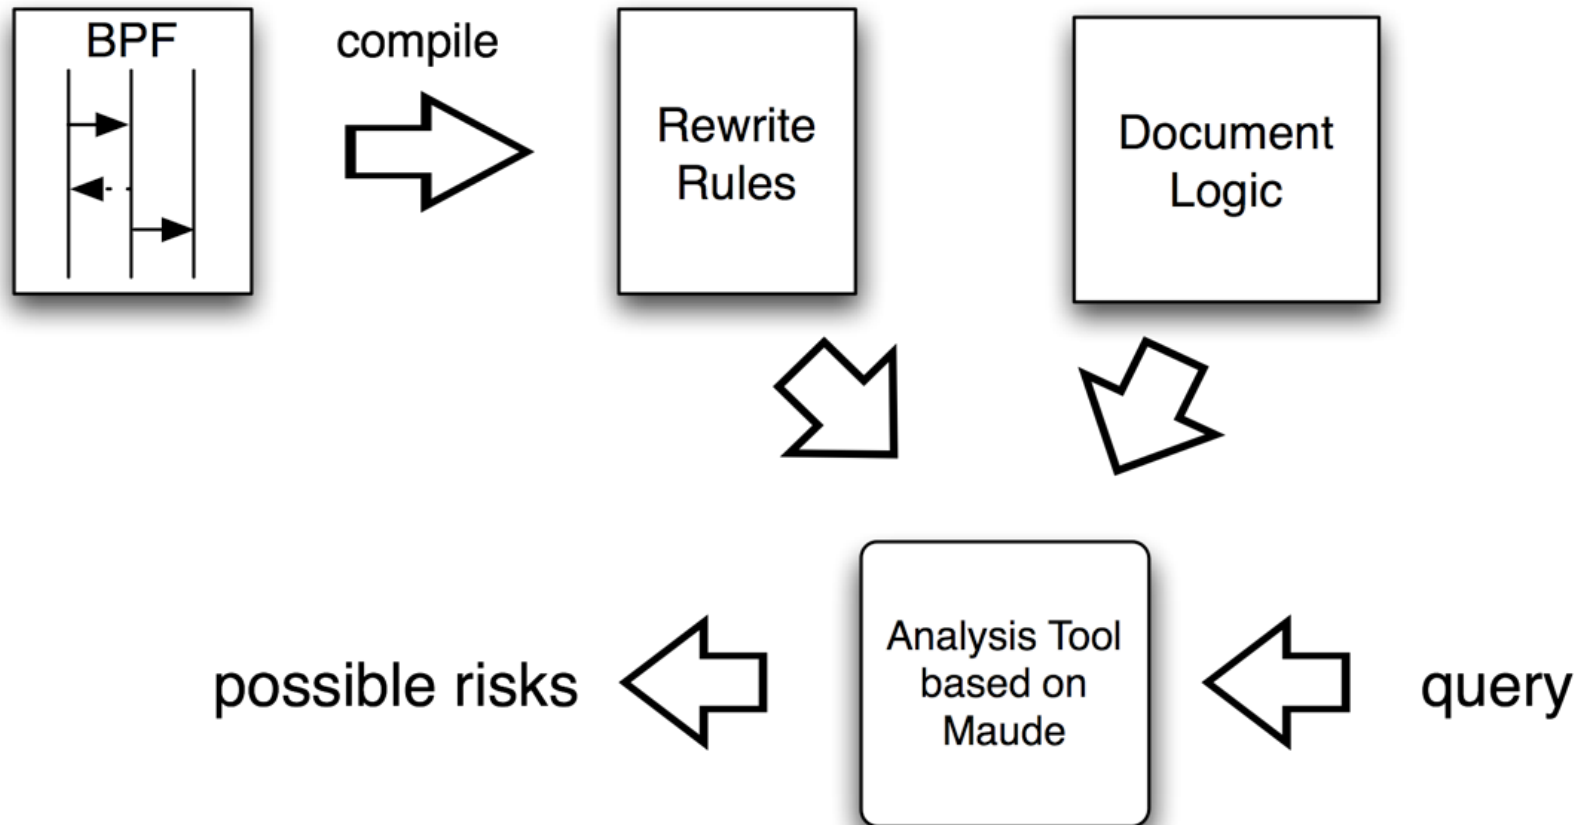 BPF
compile
Rewrite
Rules
Document
Logic
possible risks
Analysis Tool
based on
Maude
query